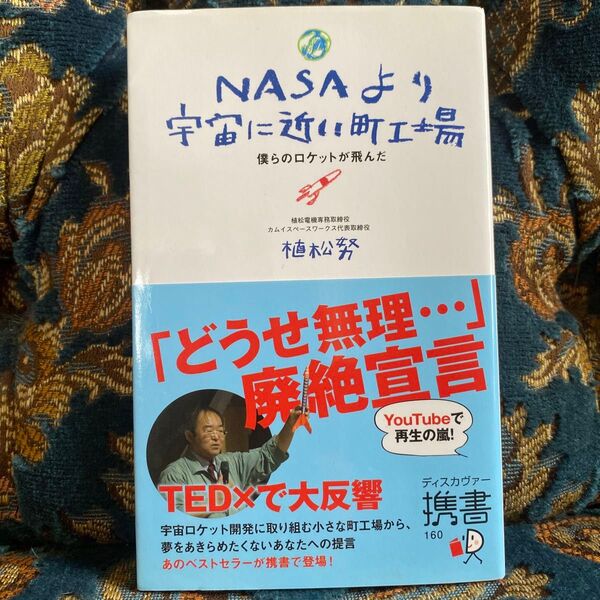 NASAより
宇宙に近い町工場
僕らのロケットが飛んだ
植松電機専務取締役
カムイスペースワークス代表取締役
植松努
「どうせ無理…」
廃絶宣言
YouTubeで
再生の嵐!
TED×で大反響
宇宙ロケット開発に取り組む小さな町工場から、
夢をあきらめたくないあなたへの提言
あのベストセラーが携書で登場!
ディスカヴァー
携書
160